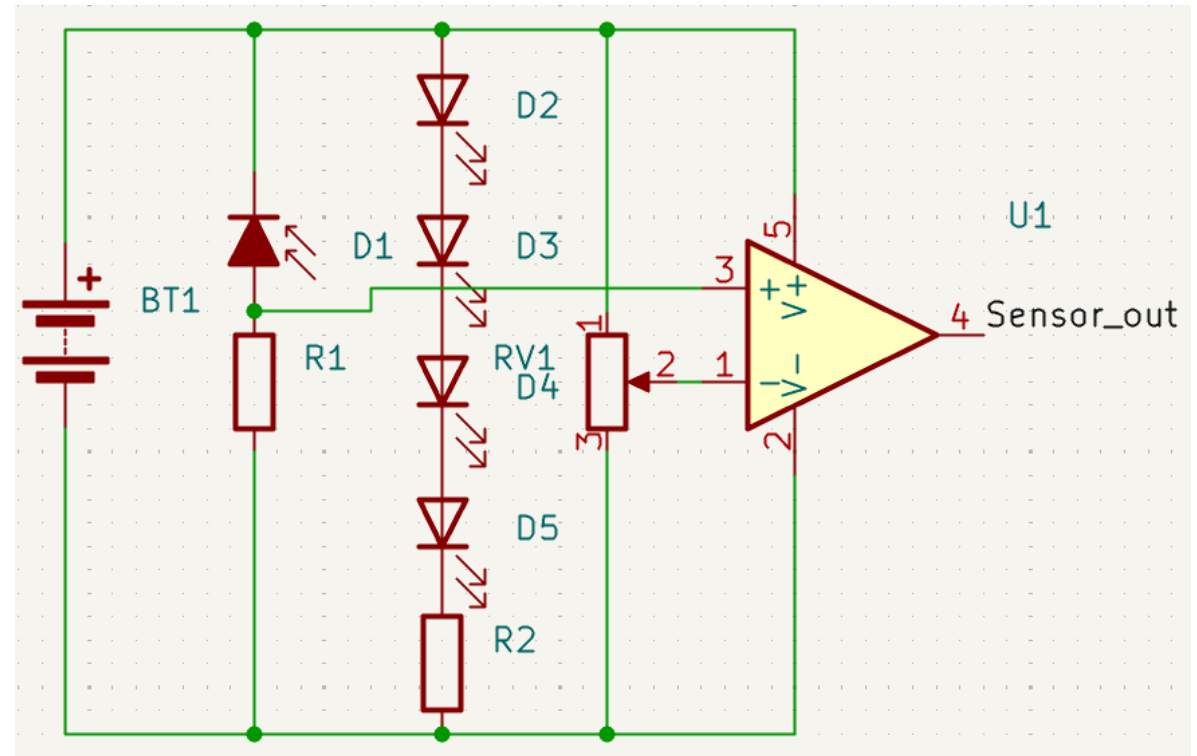 D2
5
U1
D1
D3
3
+
V+
BT1
+
4
Sensor_out
1
R1
RV1
D4
2
1
−
V−
3
2
D5
R2